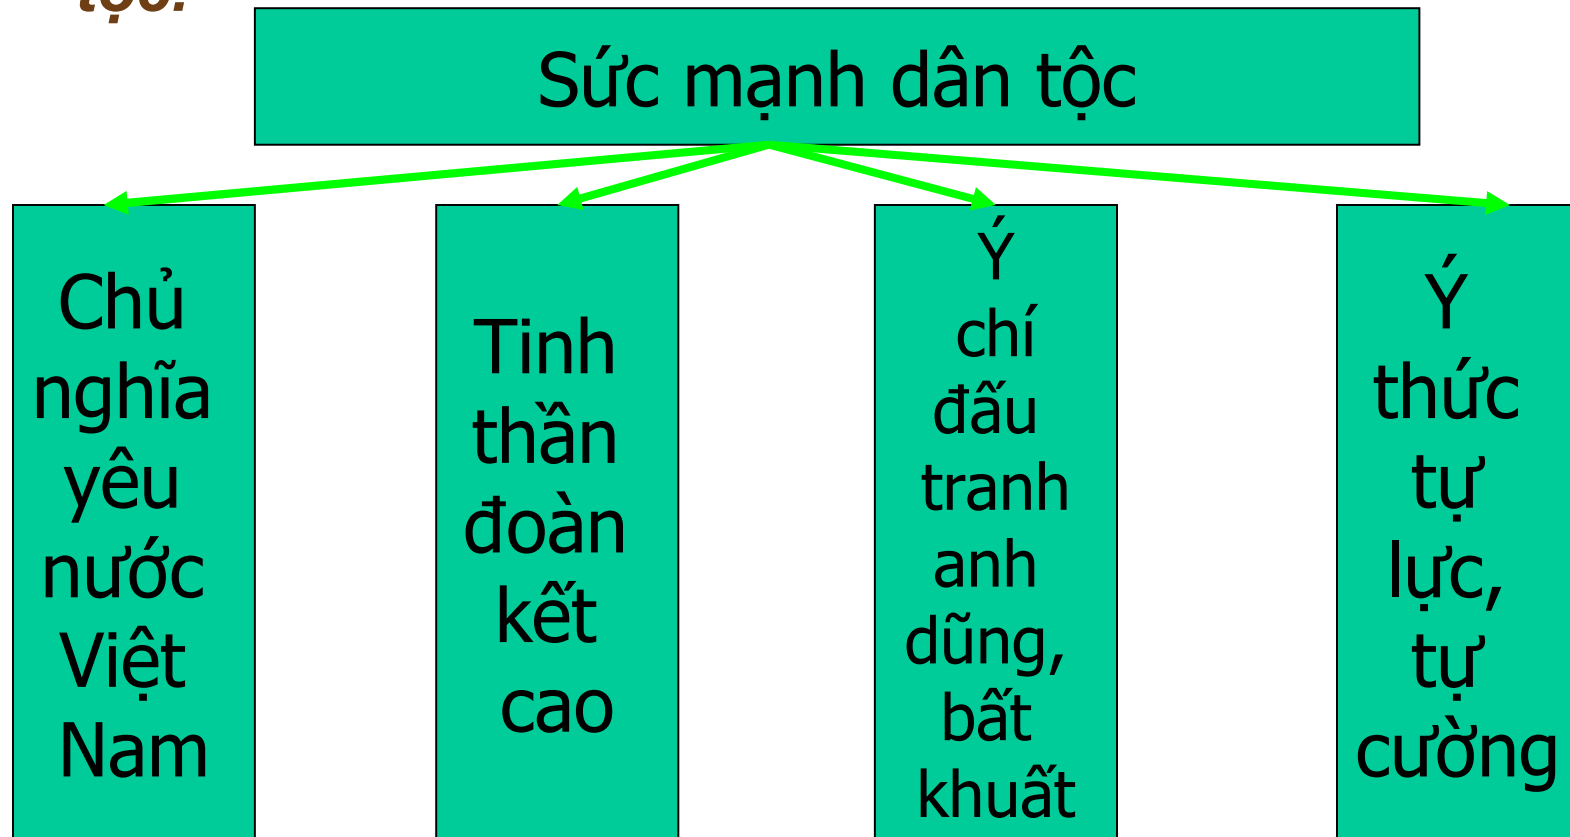 tộc.
Sức mạnh dân tộc
Chủ
nghĩa
yêu
nước
Việt
Nam
Tinh
thần
đoàn
kết
cao
Ý
chí
đấu
tranh
anh
dũng,
bất
khuất
Ý
thức
tự
lực,
tự
cường